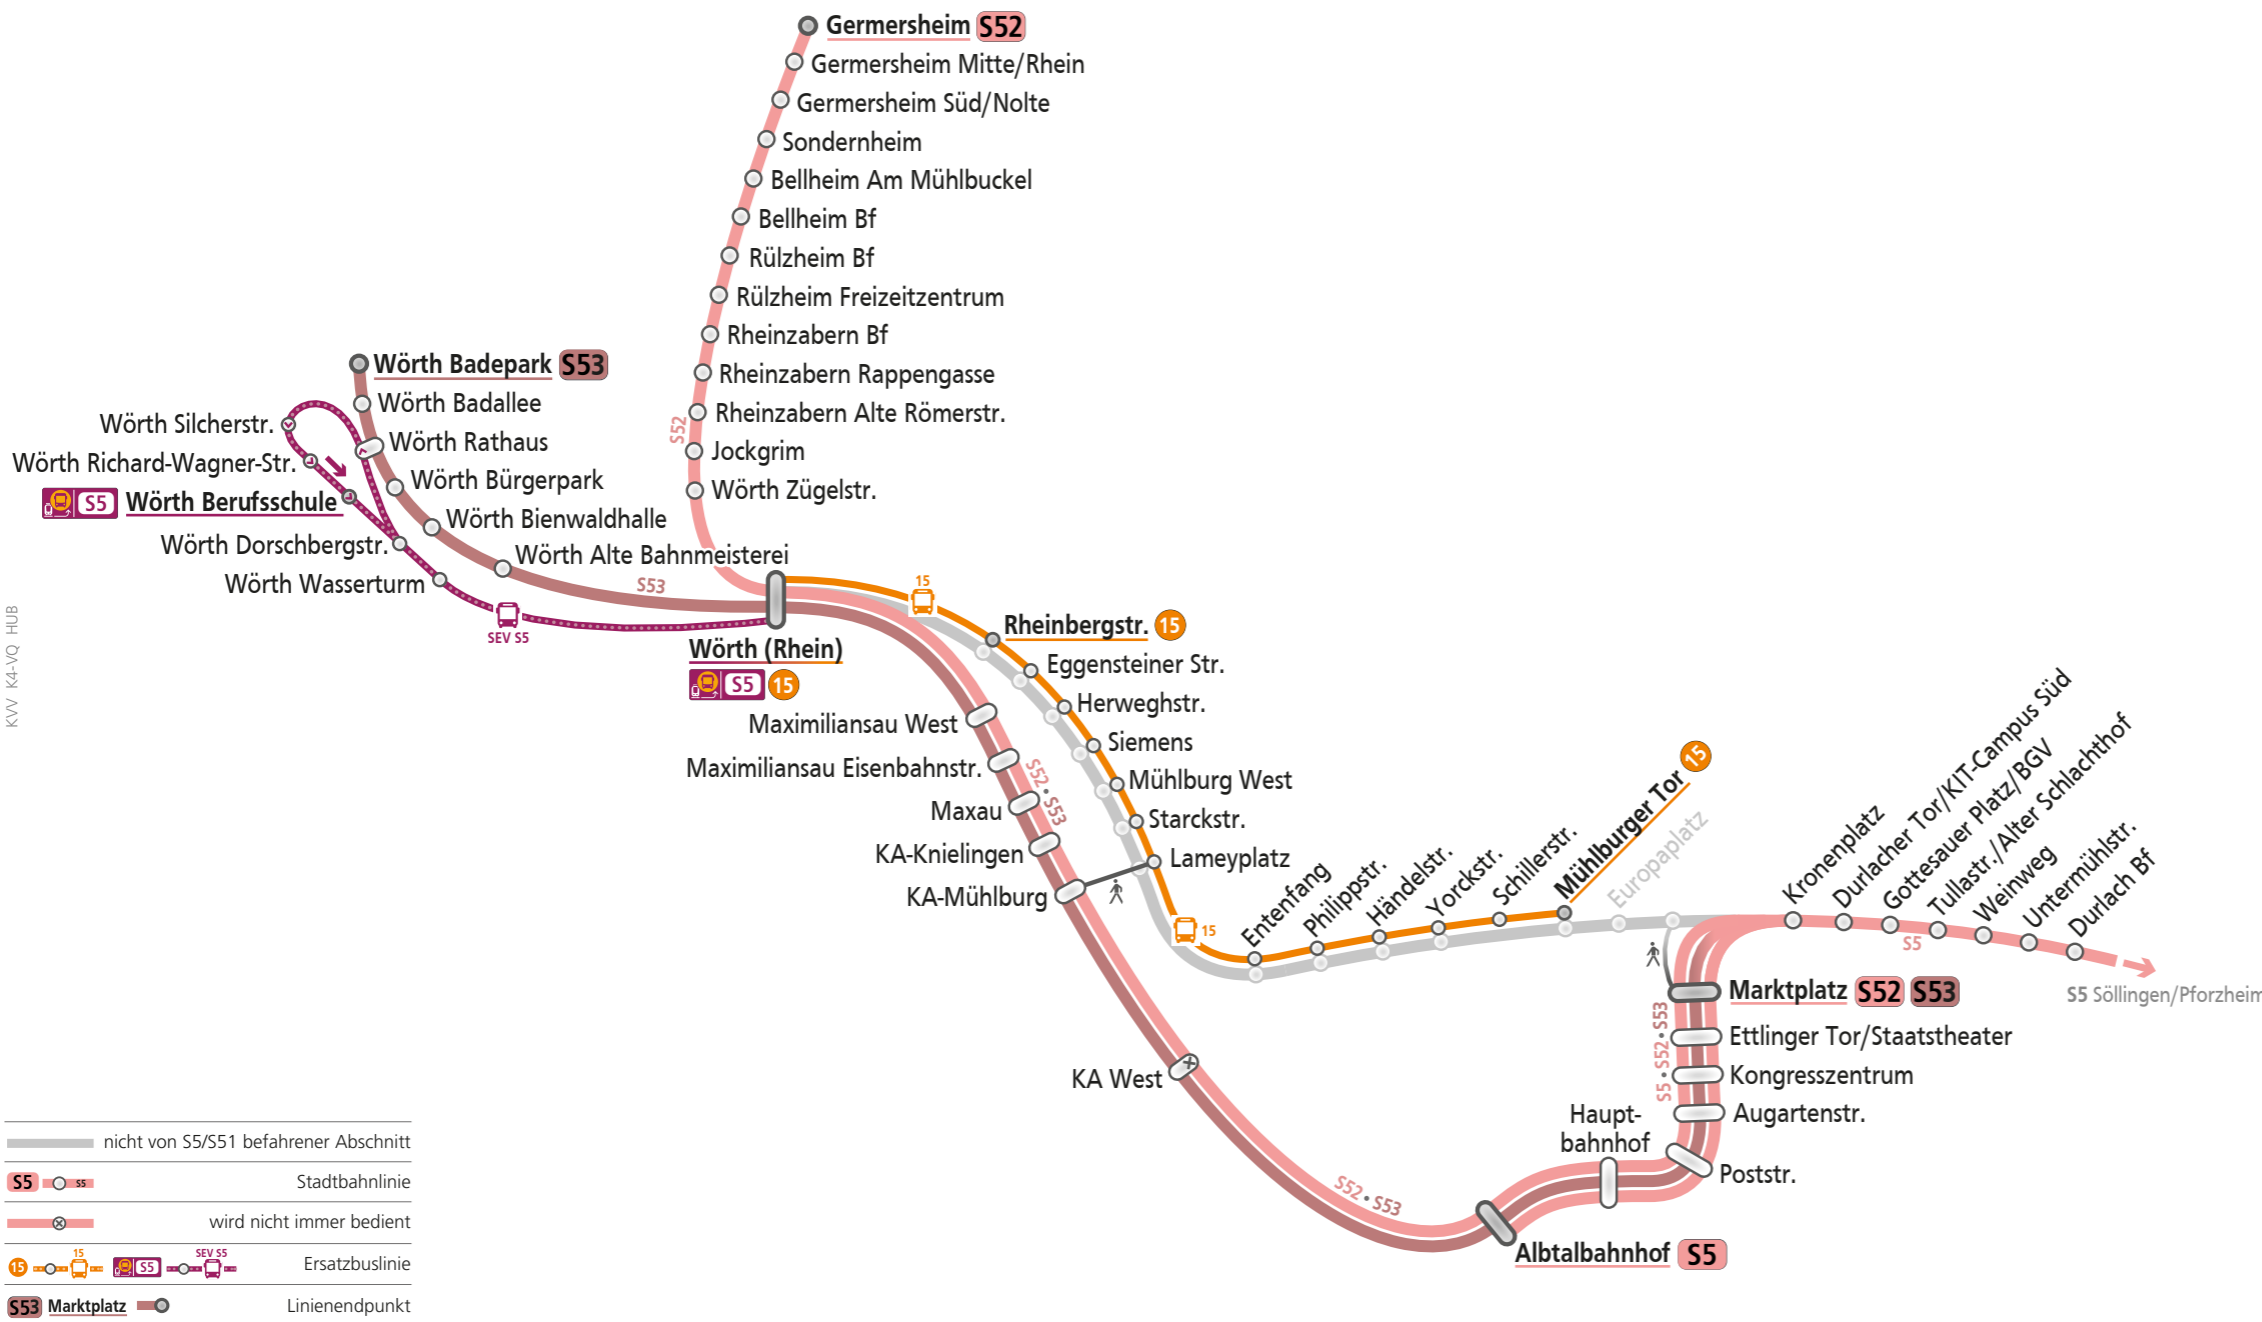 Germersheim S52
Germersheim Mitte/Rhein
Germersheim Süd/Nolte
Sondernheim
Bellheim Am Mühlbuckel
Bellheim Bf
Rülzheim Bf
Rülzheim Freizeitzentrum
Rheinzabern Bf
Rheinzabern Rappengasse
Rheinzabern Alte Römerstr.
S52
Jockgrim
Wörth Zügelstr.
Wörth Badepark S53
Wörth Badallee
Wörth Rathaus
Wörth Bürgerpark
Wörth Bienwaldhalle
Wörth Alte Bahnmeisterei
S53
Wörth Silcherstr.
Wörth Richard-Wagner-Str.
S5 Wörth Berufsschule
Wörth Dorschbergstr.
Wörth Wasserturm
SEV S5
KVV K4-VQ HUB
Wörth (Rhein)
S5 15
15
Rheinbergstr. 15
Eggensteiner Str.
Herweghstr.
Siemens
Mühlburg West
Starckstr.
Lameyplatz
15
Maximiliansau West
Maximiliansau Eisenbahnstr.
S52 • S53
Maxau
KA-Knielingen
KA-Mühlburg
KA West
Entenfang
Philippstr.
Händelstr.
Yorckstr.
Schillerstr.
Mühlburger Tor 15
Europaplatz
Kronenplatz
Durlacher Tor/KIT-Campus Süd
Gottesauer Platz/BGV
Tullastr./Alter Schlachthof
Weinweg
Untermühlstr.
Durlach Bf
S5
S5 Söllingen/Pforzheim
Marktplatz S52 S53
Ettlinger Tor/Staatstheater
Kongresszentrum
Augartenstr.
S5 • S52 • S53
Haupt-
bahnhof
Poststr.
S52 • S53
Albtalbahnhof S5
nicht von S5/S51 befahrener Abschnitt
S5 S5 Stadtbahnlinie
wird nicht immer bedient
15 15 S5 SEV S5 Ersatzbuslinie
S53 Marktplatz Linienendpunkt